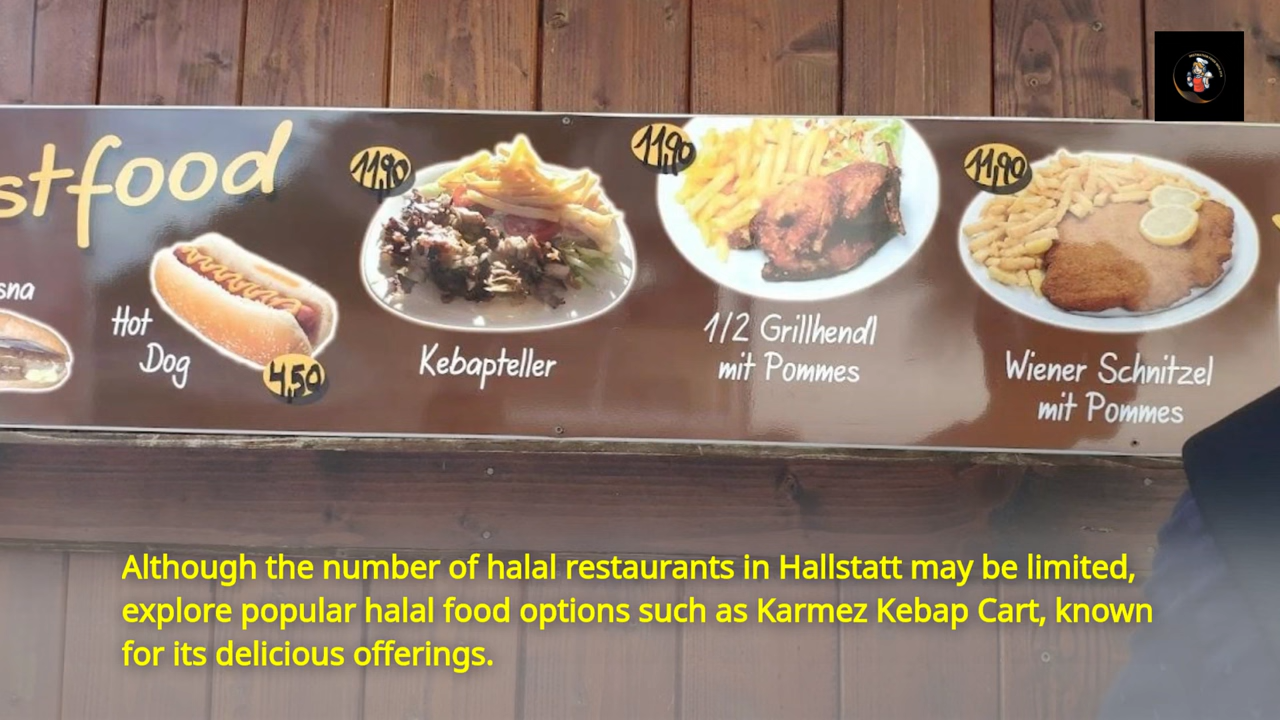 stfood
sna
Hot
Dog
4,50
11,90
Kebapteller
11,90
1/2 Grillhendl
mit Pommes
11,90
Wiener Schnitzel
mit Pommes
Although the number of halal restaurants in Hallstatt may be limited,
explore popular halal food options such as Karmez Kebap Cart, known
for its delicious offerings.